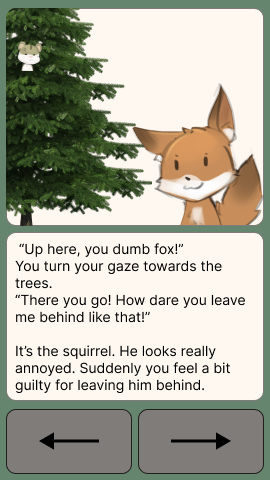 “Up here, you dumb fox!”
You turn your gaze towards the
trees.
“There you go! How dare you leave
me behind like that!”
It’s the squirrel. He looks really
annoyed. Suddenly you feel a bit
guilty for leaving him behind.